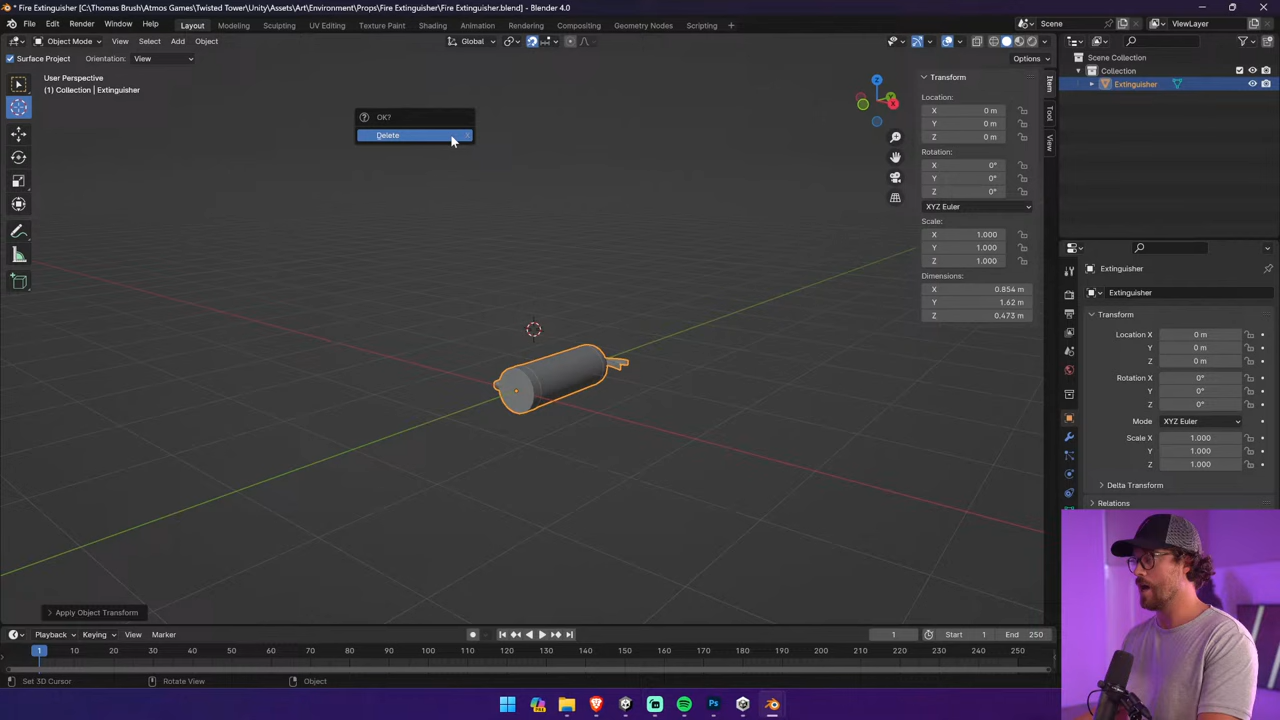 * Fire Extinguisher [C:\Thomas Brush\Atmos Games\Twisted Tower\Unity\Assets\Art\Environment\Props\Fire Extinguisher\Fire Extinguisher.blend] - Blender 4.0
File Edit Render Window Help Layout Modeling Sculpting UV Editing Texture Paint Shading Animation Rendering Compositing Geometry Nodes Scripting + Scene ViewLayer
Object Mode View Select Add Object Global
Surface Project Orientation: View Options
User Perspective
(1) Collection | Extinguisher
OK?
Delete X
Z
Y
X
Transform
Location:
X 0 m
Y 0 m
Z 0 m
Rotation:
X 0°
Y 0°
Z 0°
XYZ Euler
Scale:
X 1.000
Y 1.000
Z 1.000
Dimensions:
X 0.854 m
Y 1.62 m
Z 0.473 m
Item
Tool
View
Scene Collection
Collection
Extinguisher
Extinguisher
Extinguisher
Transform
Location X 0 m
Y 0 m
Z 0 m
Rotation X 0°
Y 0°
Z 0°
Mode XYZ Euler
Scale X 1.000
Y 1.000
Z 1.000
Delta Transform
Relations
Apply Object Transform
Playback Keying View Marker 1 Start 1 End 250
1 10 20 30 40 50 60 70 80 90 100 110 120 130 140 150 160 170 180 190 200 210 220 230 240 250
Set 3D Cursor Rotate View Object
Ps